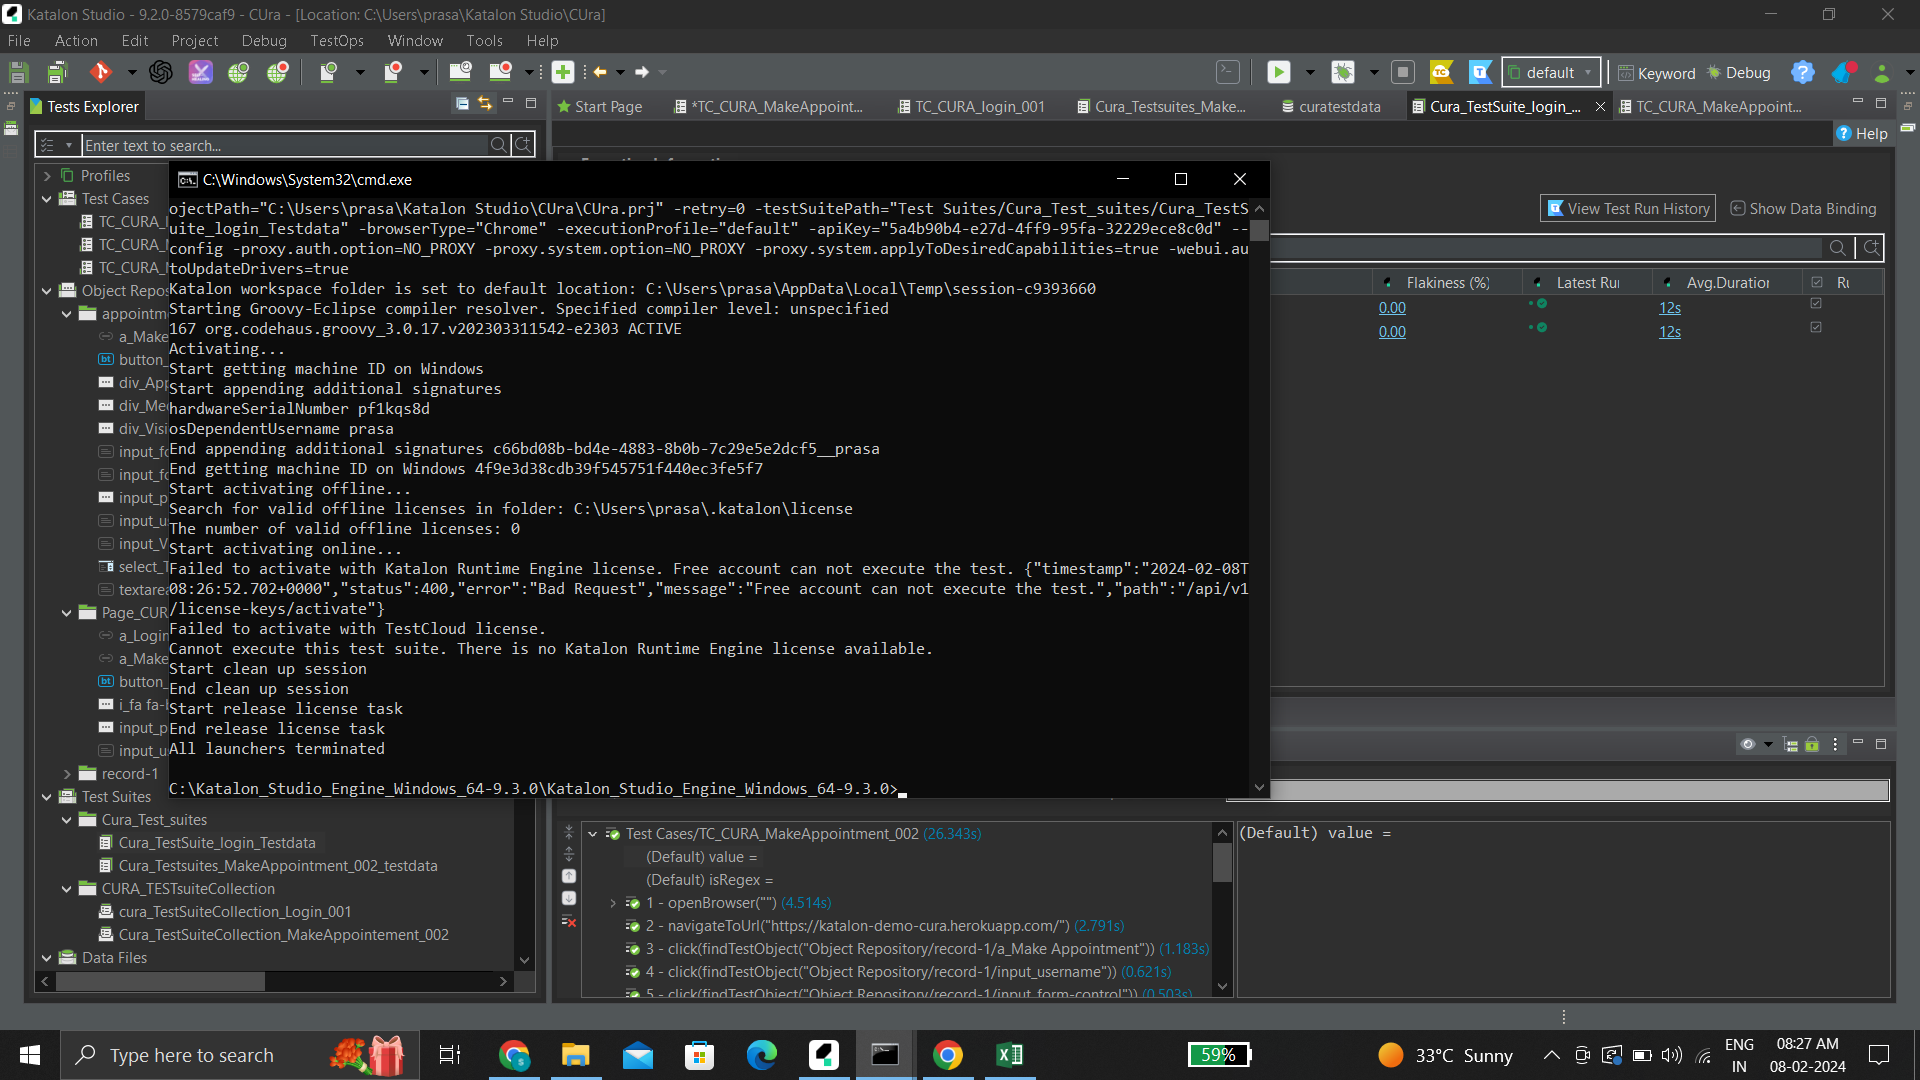 Katalon Studio - 9.2.0-8579caf9 - CUra - [Location: C:\Users\prasa\Katalon Studio\CUra]
File Action Edit Project Debug TestOps Window Tools Help
default Keyword Debug
Tests Explorer
Start Page *TC_CURA_MakeAppoint... TC_CURA_login_001 Cura_Testsuites_Make... curatestdata Cura_TestSuite_login_... TC_CURA_MakeAppoint...
Help
Enter text to search...
View Test Run History Show Data Binding
Flakiness (%) Latest Rui Avg.Duration
0.00 12s
0.00 12s
Profiles
Test Cases
TC_CURA_
TC_CURA_
TC_CURA_
Object Repos
appointm
a_Make
button_
div_App
div_Me
div_Visi
input_fo
input_fo
input_p
input_u
input_V
select_T
textarea
Page_CUR
a_Login
a_Make
button_
i_fa fa-
input_p
input_u
record-1
Test Suites
Cura_Test_suites
Cura_TestSuite_login_Testdata
Cura_Testsuites_MakeAppointment_002_testdata
CURA_TESTsuiteCollection
cura_TestSuiteCollection_Login_001
Cura_TestSuiteCollection_MakeAppointement_002
Data Files
C:\Windows\System32\cmd.exe
ojectPath="C:\Users\prasa\Katalon Studio\CUra\CUra.prj" -retry=0 -testSuitePath="Test Suites/Cura_Test_suites/Cura_TestS
uite_login_Testdata" -browserType="Chrome" -executionProfile="default" -apiKey="5a4b90b4-e27d-4ff9-95fa-32229ece8c0d" --
config -proxy.auth.option=NO_PROXY -proxy.system.option=NO_PROXY -proxy.system.applyToDesiredCapabilities=true -webui.au
toUpdateDrivers=true
Katalon workspace folder is set to default location: C:\Users\prasa\AppData\Local\Temp\session-c9393660
Starting Groovy-Eclipse compiler resolver. Specified compiler level: unspecified
167 org.codehaus.groovy_3.0.17.v202303311542-e2303 ACTIVE
Activating...
Start getting machine ID on Windows
Start appending additional signatures
hardwareSerialNumber pf1kqs8d
osDependentUsername prasa
End appending additional signatures c66bd08b-bd4e-4883-8b0b-7c29e5e2dcf5__prasa
End getting machine ID on Windows 4f9e3d38cdb39f545751f440ec3fe5f7
Start activating offline...
Search for valid offline licenses in folder: C:\Users\prasa\.katalon\license
The number of valid offline licenses: 0
Start activating online...
Failed to activate with Katalon Runtime Engine license. Free account can not execute the test. {"timestamp":"2024-02-08T
08:26:52.702+0000","status":400,"error":"Bad Request","message":"Free account can not execute the test.","path":"/api/v1
/license-keys/activate"}
Failed to activate with TestCloud license.
Cannot execute this test suite. There is no Katalon Runtime Engine license available.
Start clean up session
End clean up session
Start release license task
End release license task
All launchers terminated
C:\Katalon_Studio_Engine_Windows_64-9.3.0\Katalon_Studio_Engine_Windows_64-9.3.0>
Test Cases/TC_CURA_MakeAppointment_002 (26.343s)
(Default) value =
(Default) isRegex =
1 - openBrowser("") (4.514s)
2 - navigateToUrl("https://katalon-demo-cura.herokuapp.com/") (2.791s)
3 - click(findTestObject("Object Repository/record-1/a_Make Appointment")) (1.183s)
4 - click(findTestObject("Object Repository/record-1/input_username")) (0.621s)
5 - click(findTestObject("Object Repository/record-1/input_form-control")) (0.503s)
(Default) value =
Type here to search
59%
33°C Sunny
ENG
IN
08:27 AM
08-02-2024